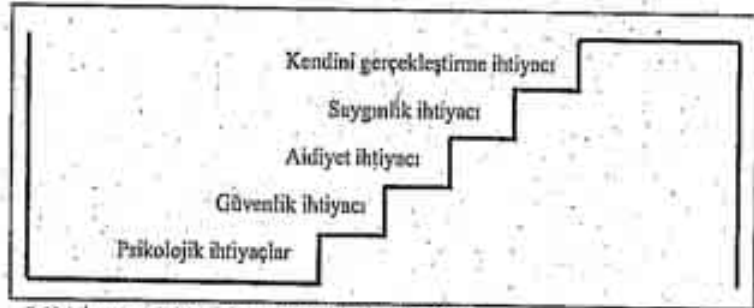 Kendini gerçekleştirme ihtiyacı
Saygınlık ihtiyacı
Aidiyet ihtiyacı
Güvenlik ihtiyacı
Psikolojik ihtiyaçlar